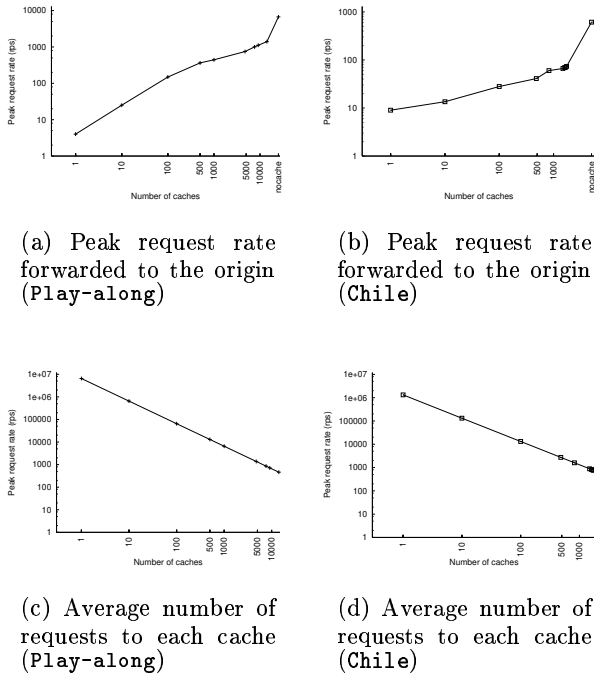 10000
1000
100
10
1
Peak request rate (rps)
1
10
100
500
1000
5000
10000
nocache
Number of caches
1000
100
10
1
Peak request rate (rps)
1
10
100
500
1000
nocache
Number of caches
(a) Peak request rate
forwarded to the origin
(Play-along)
(b) Peak request rate
forwarded to the origin
(Chile)
1e+07
1e+06
100000
10000
1000
100
10
1
Peak request rate (rps)
1
10
100
500
1000
5000
10000
Number of caches
1e+07
1e+06
100000
10000
1000
100
10
1
Peak request rate (rps)
1
10
100
500
1000
Number of caches
(c) Average number of
requests to each cache
(Play-along)
(d) Average number of
requests to each cache
(Chile)